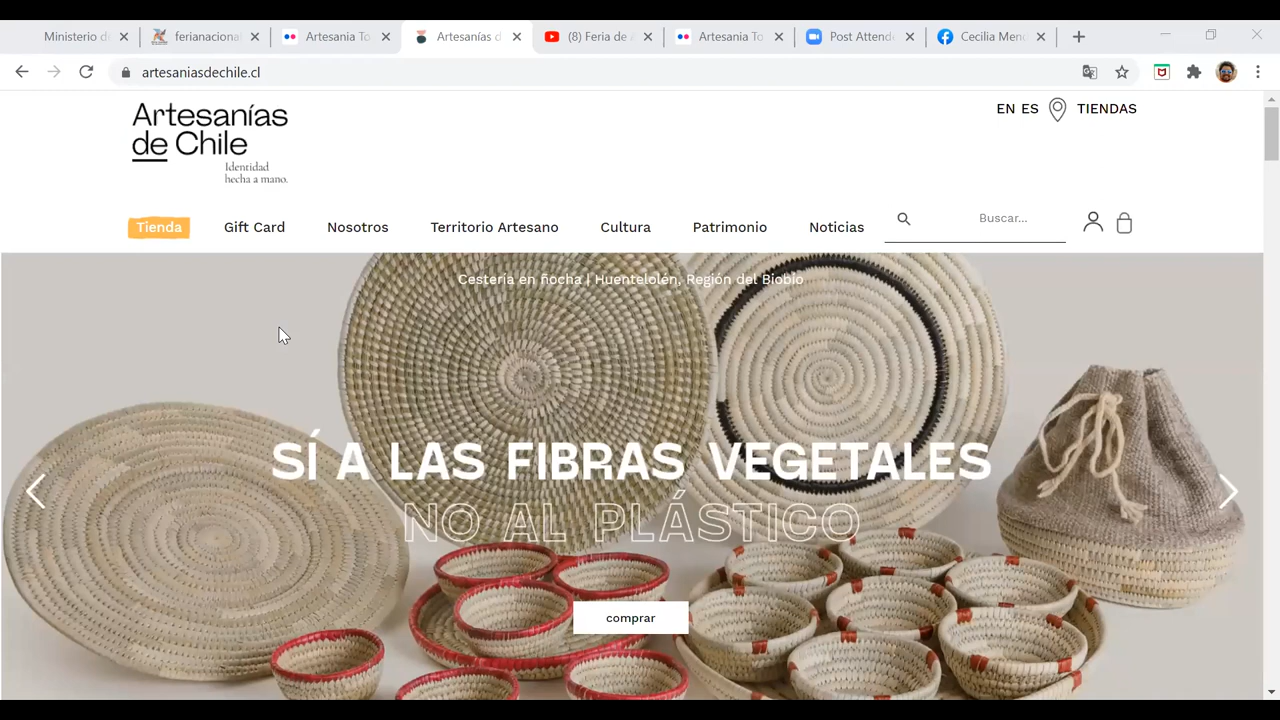 Ministerio d
ferianacional
Artesania To
Artesanías d
(8) Feria de A
Artesania To
Post Attende
Cecilia Mend
artesaniasdechile.cl
Artesanías
de Chile
Identidad
hecha a mano.
EN ES TIENDAS
Tienda
Gift Card
Nosotros
Territorio Artesano
Cultura
Patrimonio
Noticias
Buscar...
Cestería en ñocha | Huentelolén, Región del Biobio
SÍ A LAS FIBRAS VEGETALES
NO AL PLÁSTICO
comprar